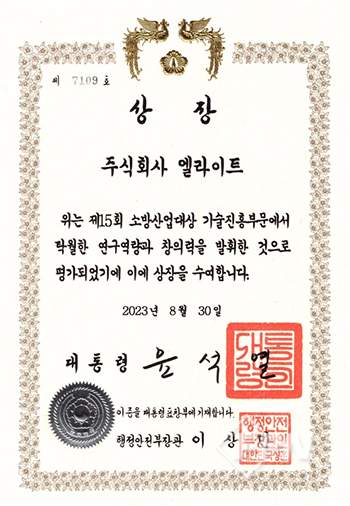 제 7109 호
상 장
주식회사 엘라이트
위는 제15회 소방산업대상 기술진흥부문에서
탁월한 연구역량과 창의력을 발휘한 것으로
평가되었기에 이에 상장을 수여합니다.
2023년 8월 30일
대통령 윤 석 열
이 문을 대통령 표창부에 기재합니다.
행정안전부장관 이 상 민